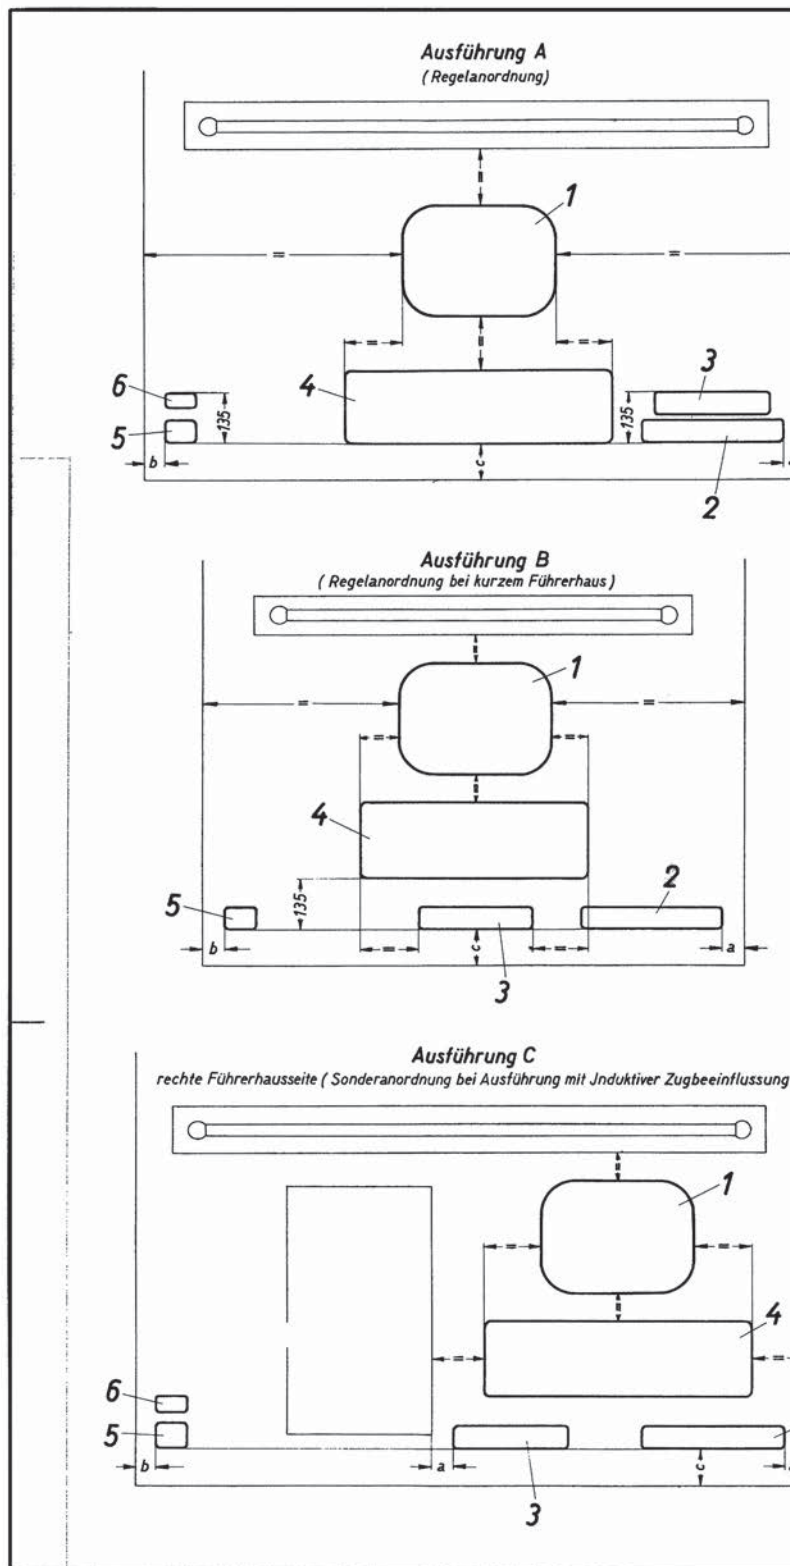 Ausführung A
(Regelanordnung)
=
1
= =
=
= =
6 4 3
135 135
5
b c
2
Ausführung B
(Regelanordnung bei kurzem Führerhaus)
=
1
= =
= =
=
4
135
5 2
b c a
= =
3
Ausführung C
rechte Führerhausseite (Sonderanordnung bei Ausführung mit Jnduktiver Zugbeeinflussung
=
1
= =
=
4
= =
6
5
b a c
3